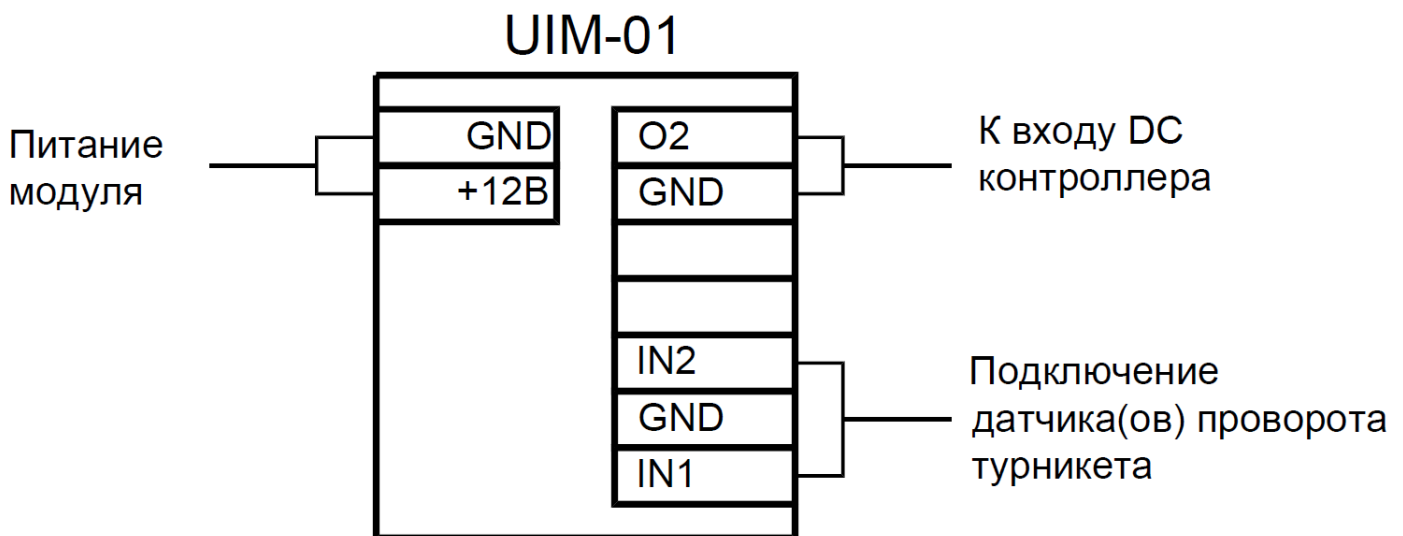 UIM-01
Питание
модуля
GND
+12В
O2
GND
IN2
GND
IN1
К входу DC
контроллера
Подключение
датчика(ов) проворота
турникета